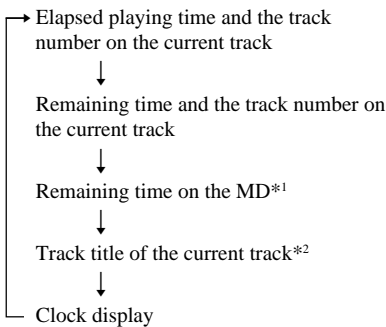 Elapsed playing time and the track
number on the current track
Remaining time and the track number on
the current track
Remaining time on the MD*1
Track title of the current track*2
Clock display